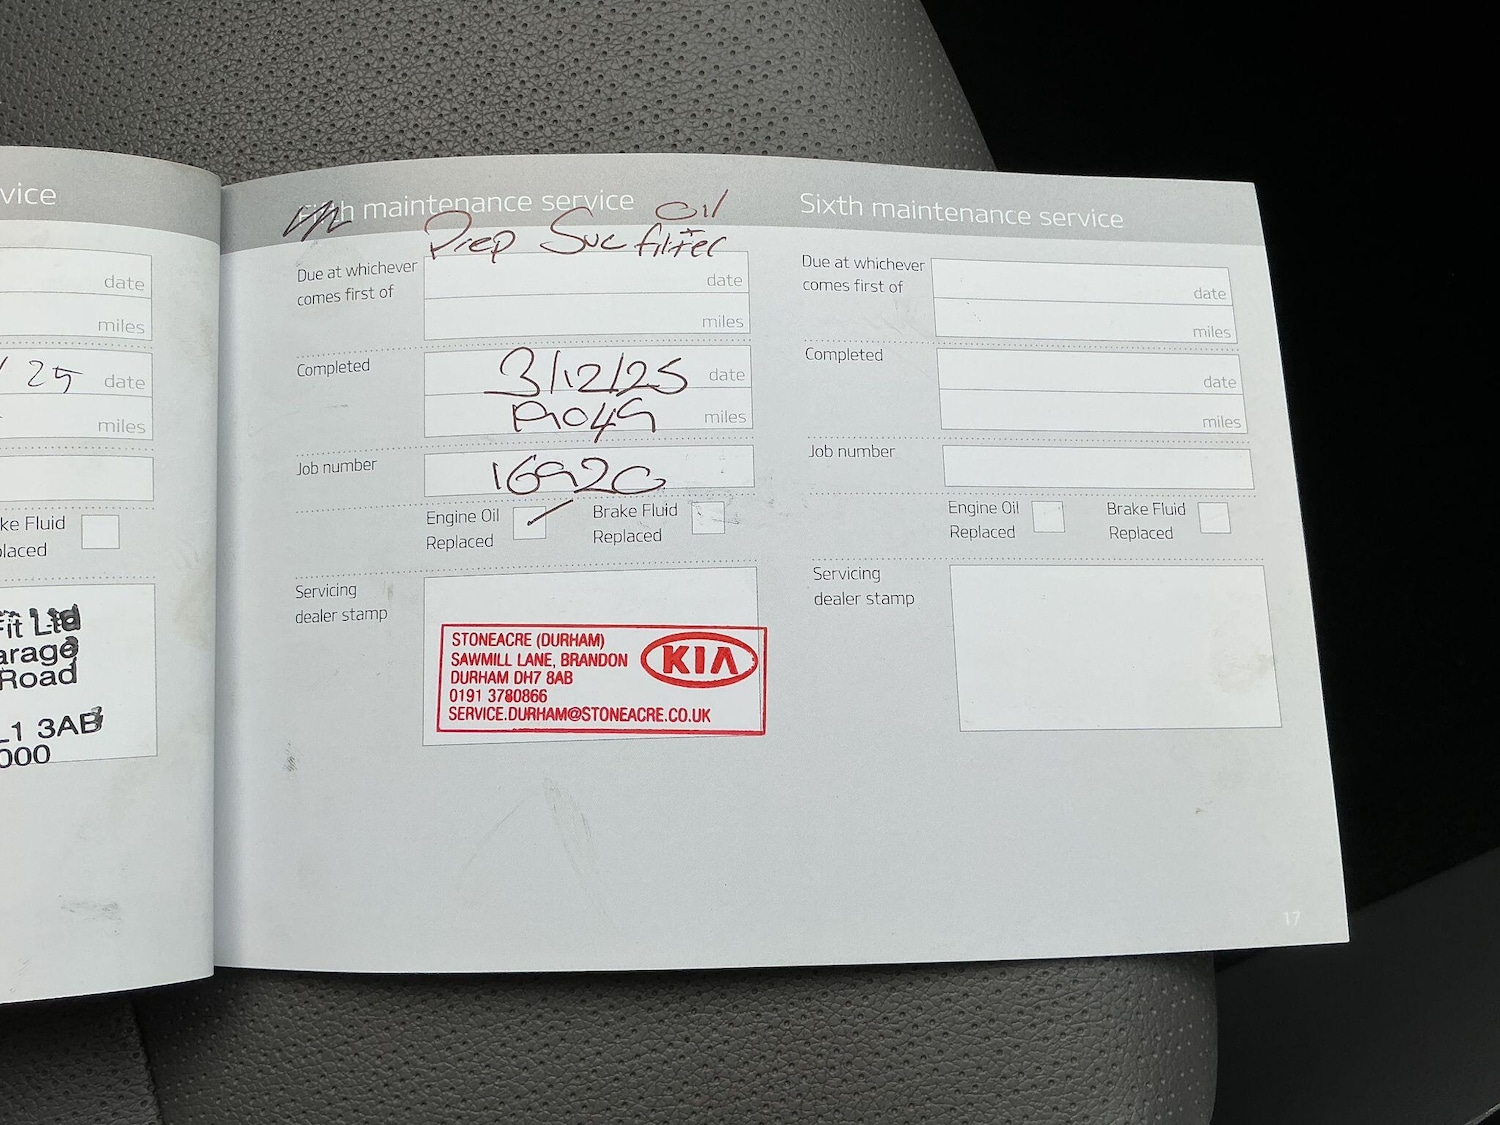 vice
date
miles
25 date
miles
ke Fluid
placed
Fit Ltd
arage
Road
L1 3AB
000
Fifth maintenance service
Prep Svc oil
filter
Due at whichever
comes first of
date
miles
Completed
3/12/25 date
miles
Job number
16920
Engine Oil
Replaced
Brake Fluid
Replaced
Servicing
dealer stamp
STONEACRE (DURHAM)
SAWMILL LANE, BRANDON
DURHAM DH7 8AB
0191 3780866
SERVICE.DURHAM@STONEACRE.CO.UK
KIA
Sixth maintenance service
Due at whichever
comes first of
date
miles
Completed
date
miles
Job number
Engine Oil
Replaced
Brake Fluid
Replaced
Servicing
dealer stamp
17